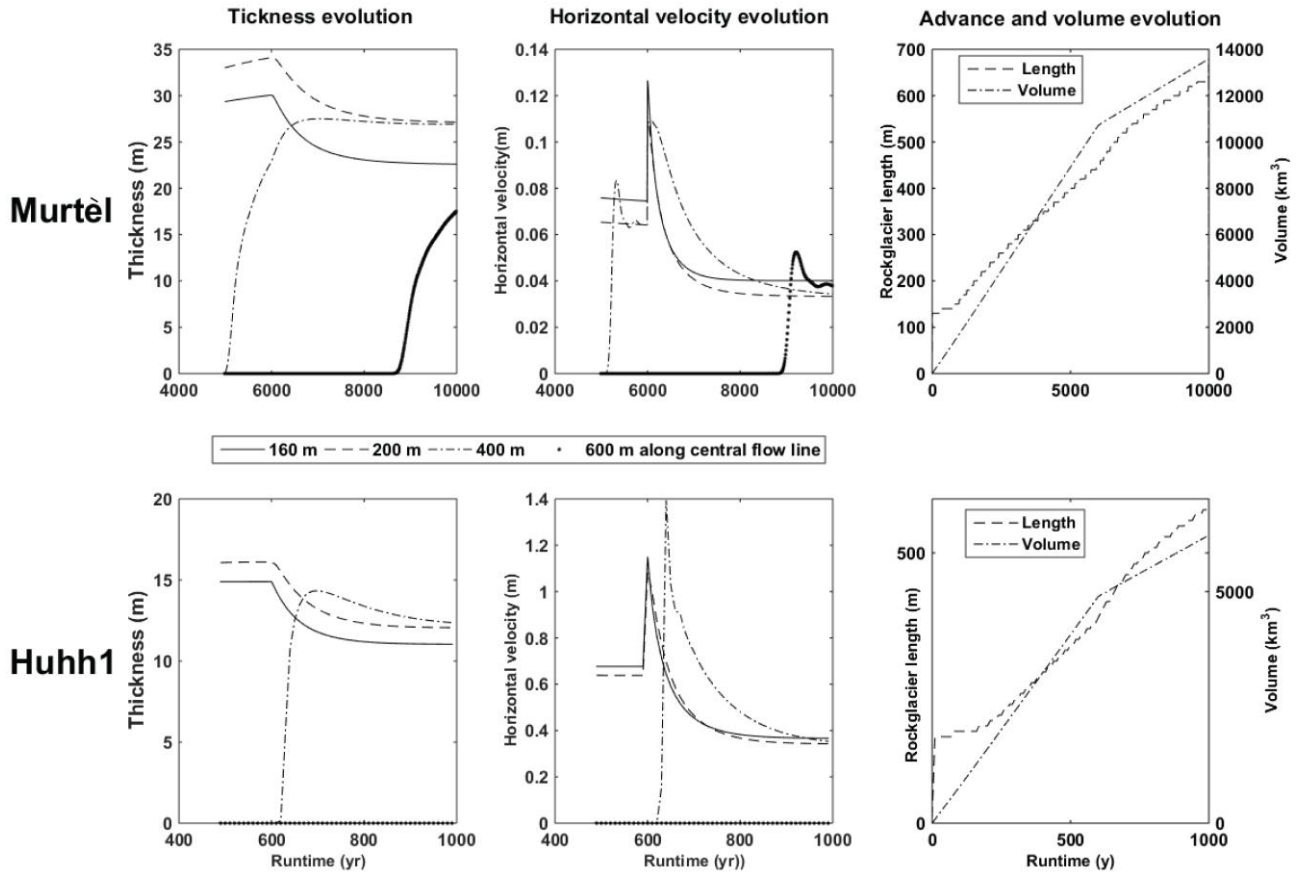 Tickness evolution
Horizontal velocity evolution
Advance and volume evolution
Murtèl
Thickness (m)
35
30
25
20
15
10
5
0
4000 6000 8000 10000
Horizontal velocity(m)
0.14
0.12
0.1
0.08
0.06
0.04
0.02
0
4000 6000 8000 10000
Rockglacier length (m)
700
600
500
400
300
200
100
0
Length
Volume
0 5000 10000
14000
12000
10000
8000
6000
4000
2000
0
Volume (km³)
160 m 200 m 400 m 600 m along central flow line
Huhh1
Thickness (m)
20
15
10
5
0
400 600 800 1000
Runtime (yr)
Horizontal velocity (m)
1.4
1.2
1
0.8
0.6
0.4
0.2
0
400 600 800 1000
Runtime (yr))
Rockglacier length (m)
500
0
Length
Volume
0 500 1000
Runtime (y)
5000
0
Volume (km³)